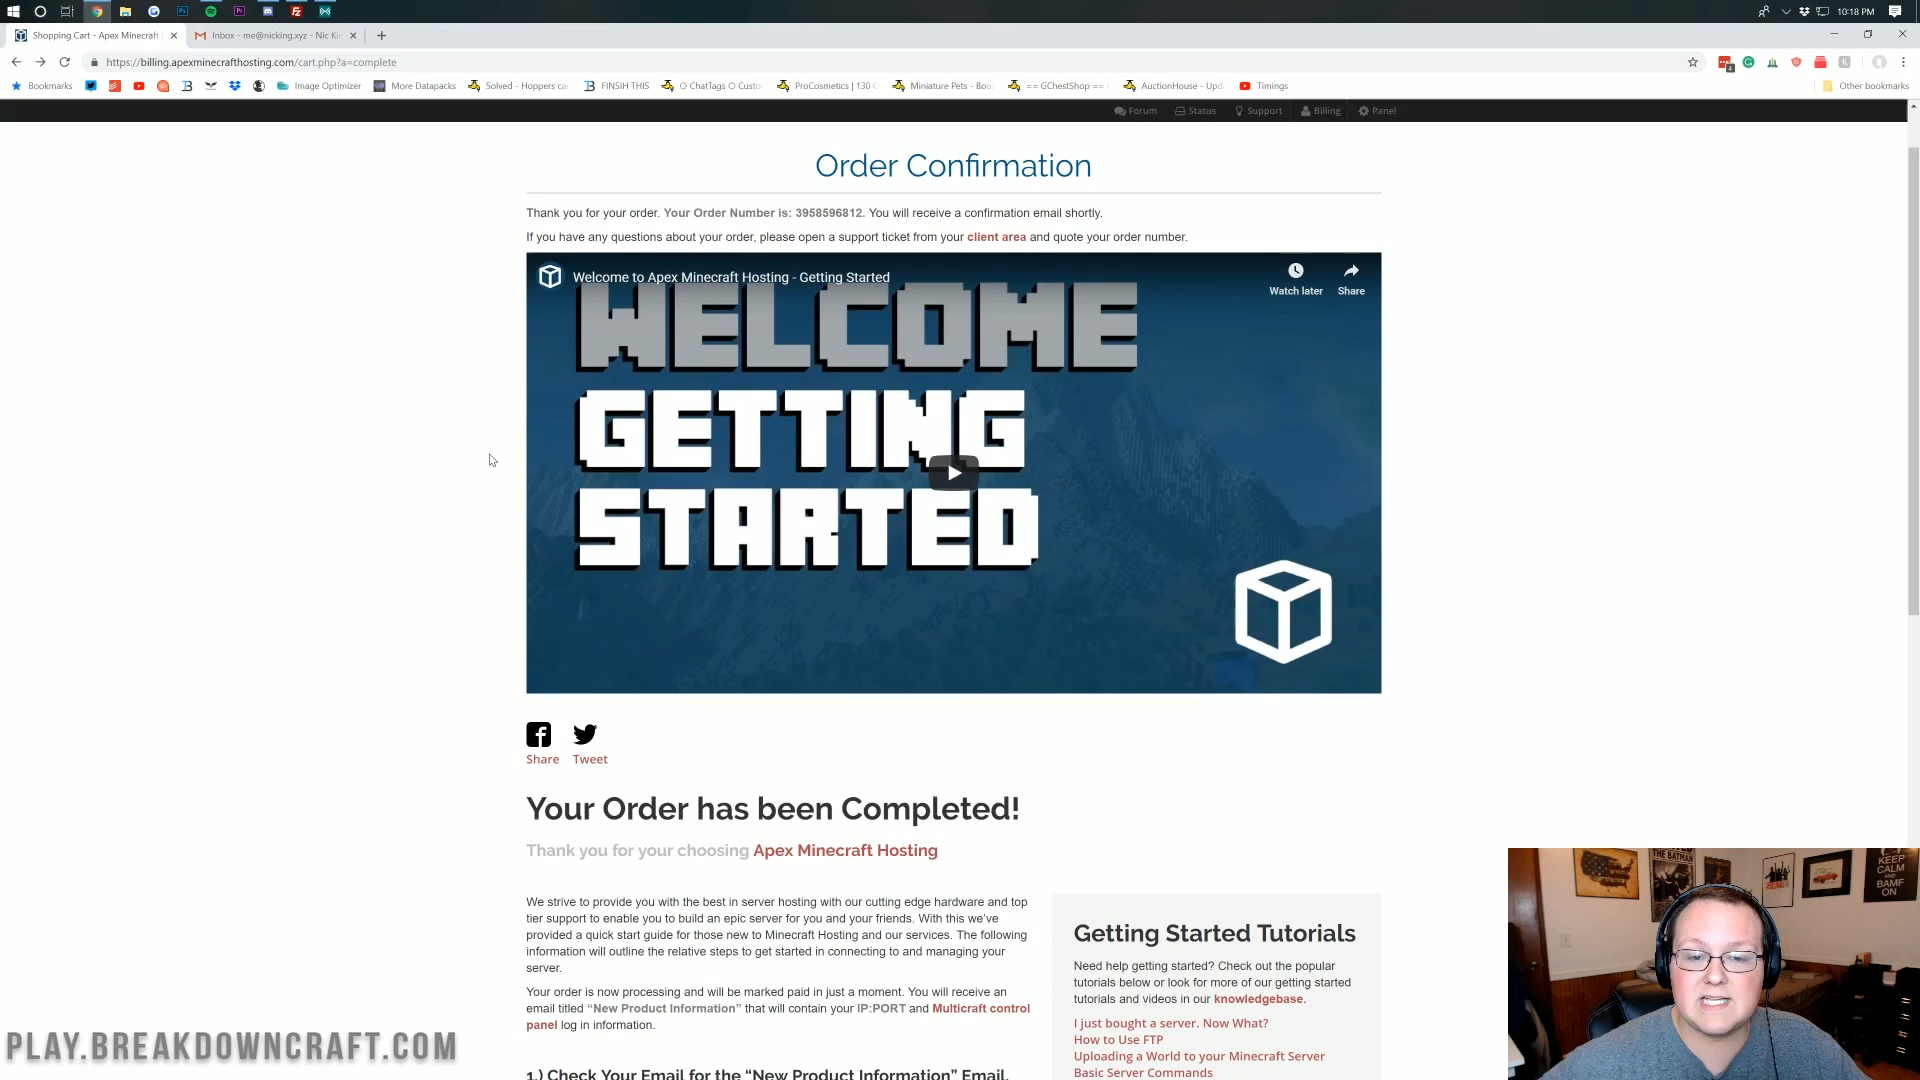 10:18 PM
Shopping Cart - Apex Minecraft
Inbox - me@nicking.xyz - Nic Ki
https://billing.apexminecrafthosting.com/cart.php?a=complete
Bookmarks
Image Optimizer
More Datapacks
Solved - Hoppers ca
FINSIH THIS
O ChatTags O Custo
ProCosmetics | 130 C
Miniature Pets - Boo
== GChestShop ==
AuctionHouse - Upd
Timings
Other bookmarks
Forum
Status
Support
Billing
Panel
Order Confirmation
Thank you for your order. Your Order Number is: 3958596812. You will receive a confirmation email shortly.
If you have any questions about your order, please open a support ticket from your client area and quote your order number.
Welcome to Apex Minecraft Hosting - Getting Started
Watch later
Share
WELCOME
GETTING
STARTED
Share
Tweet
Your Order has been Completed!
Thank you for your choosing Apex Minecraft Hosting
We strive to provide you with the best in server hosting with our cutting edge hardware and top
tier support to enable you to build an epic server for you and your friends. With this we've
provided a quick start guide for those new to Minecraft Hosting and our services. The following
information will outline the relative steps to get started in connecting to and managing your
server.
Your order is now processing and will be marked paid in just a moment. You will receive an
email titled "New Product Information" that will contain your IP:PORT and Multicraft control
panel log in information.
1.) Check Your Email for the "New Product Information" Email.
Getting Started Tutorials
Need help getting started? Check out the popular
tutorials below or look for more of our getting started
tutorials and videos in our knowledgebase.
I just bought a server. Now What?
How to Use FTP
Uploading a World to your Minecraft Server
Basic Server Commands
PLAY.BREAKDOWNCRAFT.COM
THE BATMAN
KEEP
CALM
AND
BAMF
ON